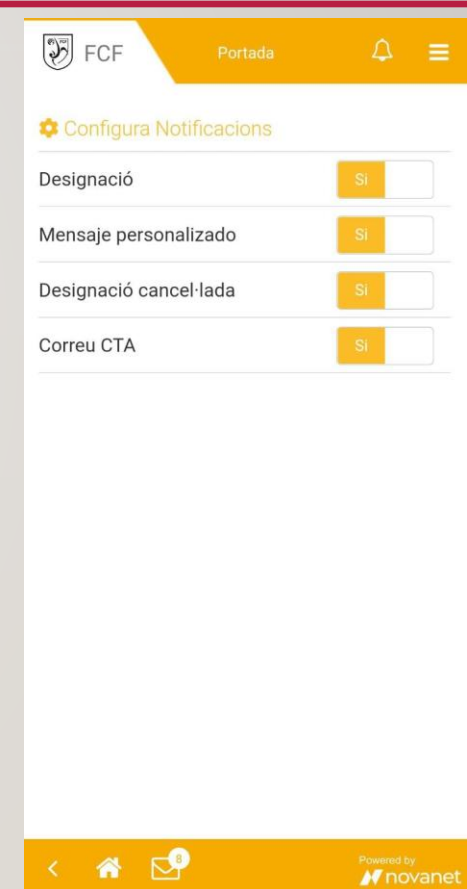 FCF
Portada
Configura Notificacions
Designació
Si
Mensaje personalizado
Si
Designació cancel·lada
Si
Correu CTA
Si
8
Powered by
novanet